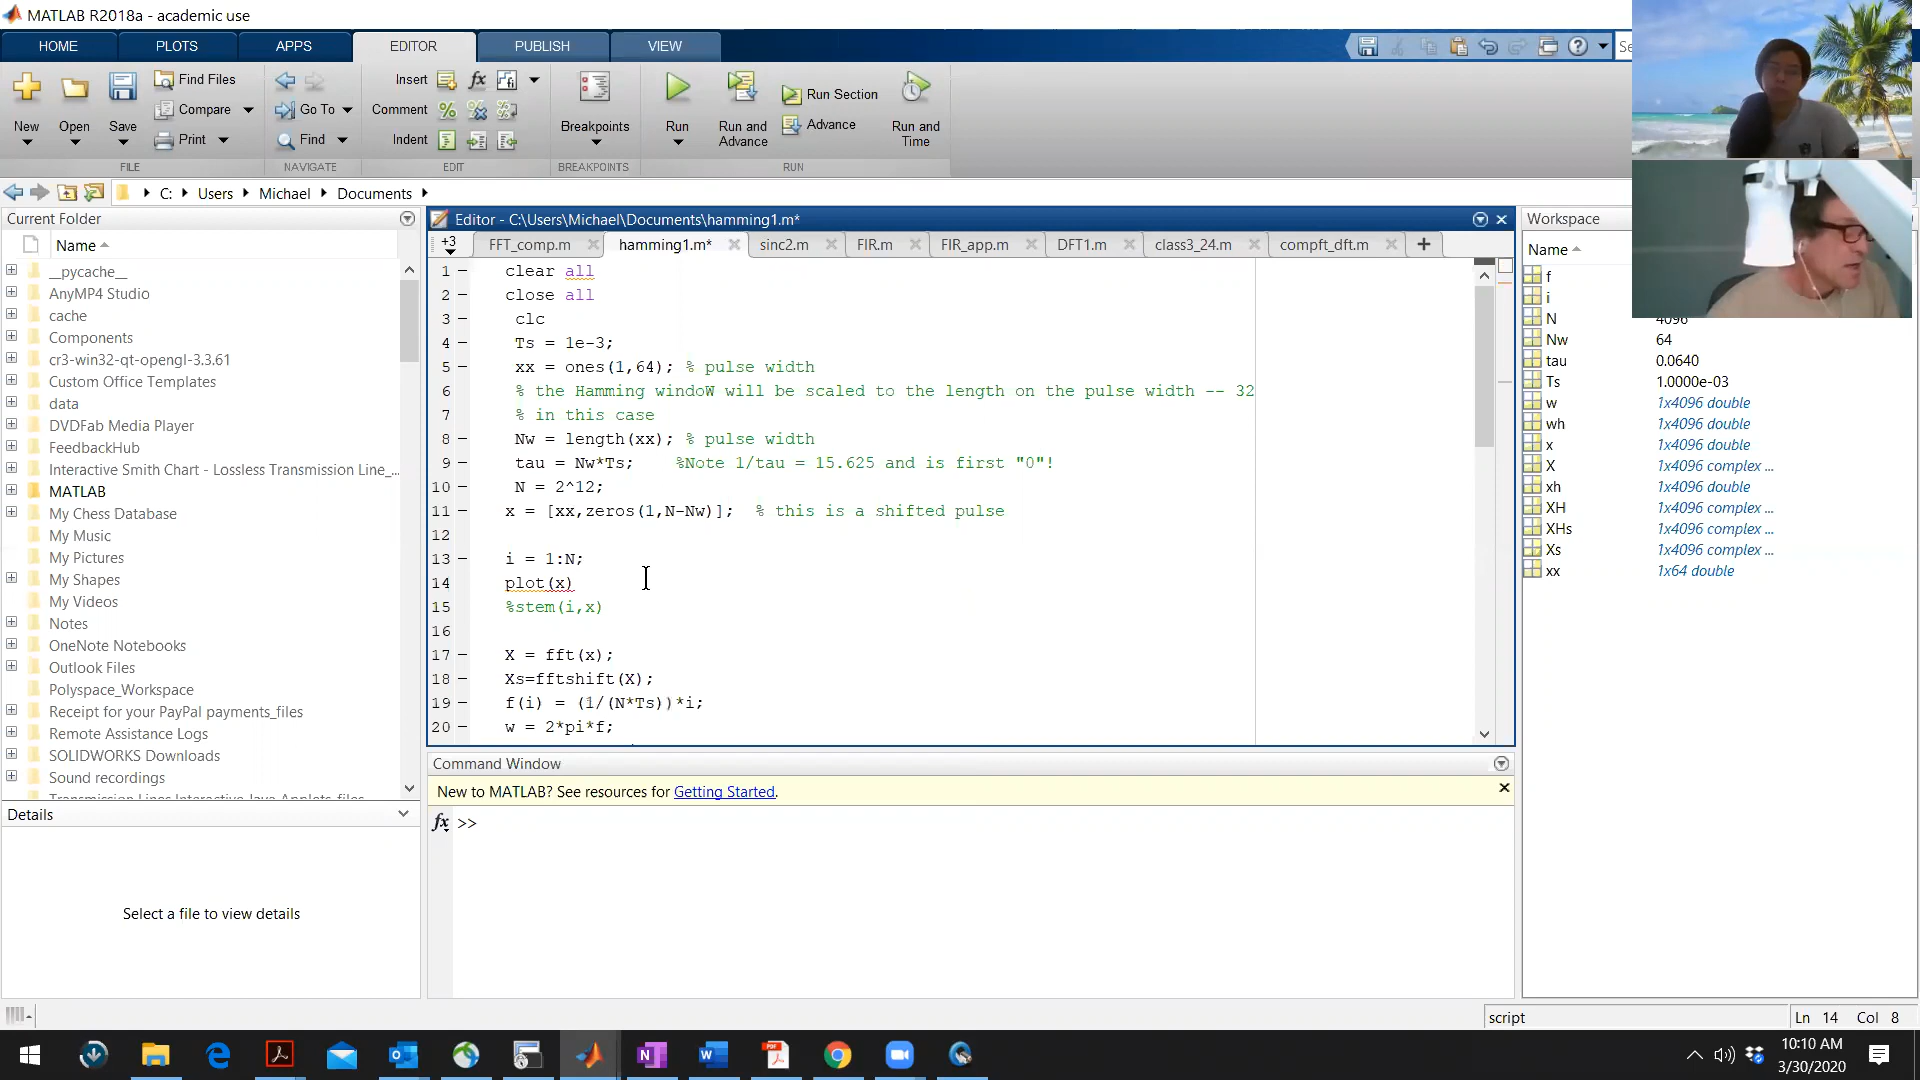 MATLAB R2018a - academic use
HOME PLOTS APPS EDITOR PUBLISH VIEW
Se
New Open Save
Find Files
Compare
Print
Go To
Find
Insert fx
Comment
Indent
Breakpoints
Run
Run and Advance
Run Section
Advance
Run and Time
FILE NAVIGATE EDIT BREAKPOINTS RUN
C: Users Michael Documents
Current Folder
Name
__pycache__
AnyMP4 Studio
cache
Components
cr3-win32-qt-opengl-3.3.61
Custom Office Templates
data
DVDFab Media Player
FeedbackHub
Interactive Smith Chart - Lossless Transmission Line_...
MATLAB
My Chess Database
My Music
My Pictures
My Shapes
My Videos
Notes
OneNote Notebooks
Outlook Files
Polyspace_Workspace
Receipt for your PayPal payments_files
Remote Assistance Logs
SOLIDWORKS Downloads
Sound recordings
Transmission Lines Interactive Java Applets_files
Details
Select a file to view details
Editor - C:\Users\Michael\Documents\hamming1.m*
+3 FFT_comp.m hamming1.m* sinc2.m FIR.m FIR_app.m DFT1.m class3_24.m compft_dft.m
1 – clear all
2 – close all
3 – clc
4 – Ts = 1e-3;
5 – xx = ones(1,64); % pulse width
6 % the Hamming windoW will be scaled to the length on the pulse width -- 32
7 % in this case
8 – Nw = length(xx); % pulse width
9 – tau = Nw*Ts; %Note 1/tau = 15.625 and is first "0"!
10 – N = 2^12;
11 – x = [xx,zeros(1,N-Nw)]; % this is a shifted pulse
12
13 – i = 1:N;
14 – plot(x)
15 %stem(i,x)
16
17 – X = fft(x);
18 – Xs=fftshift(X);
19 – f(i) = (1/(N*Ts))*i;
20 – w = 2*pi*f;
Command Window
New to MATLAB? See resources for Getting Started.
fx >>
Workspace
Name
f
i
N 4096
Nw 64
tau 0.0640
Ts 1.0000e-03
w 1x4096 double
wh 1x4096 double
x 1x4096 double
X 1x4096 complex ...
xh 1x4096 double
XH 1x4096 complex ...
XHs 1x4096 complex ...
Xs 1x4096 complex ...
xx 1x64 double
script Ln 14 Col 8
10:10 AM
3/30/2020